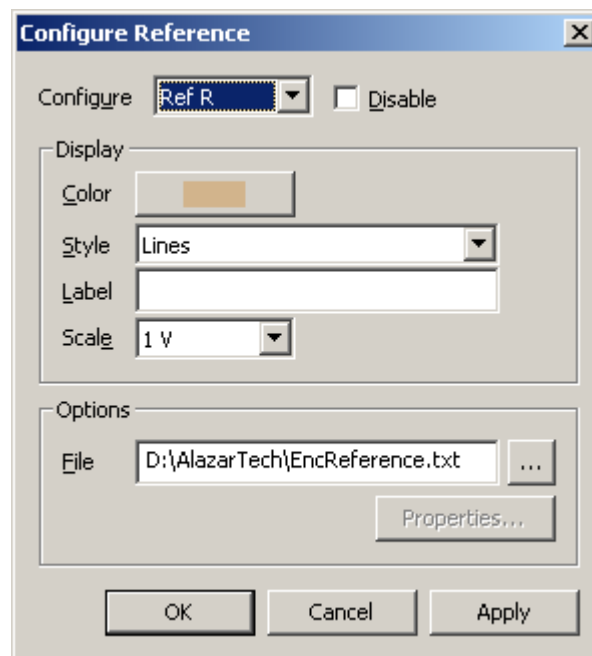 Configure Reference
Configure Ref R Disable
Display
Color
Style Lines
Label
Scale 1 V
Options
File D:\AlazarTech\EncReference.txt ...
Properties...
OK Cancel Apply